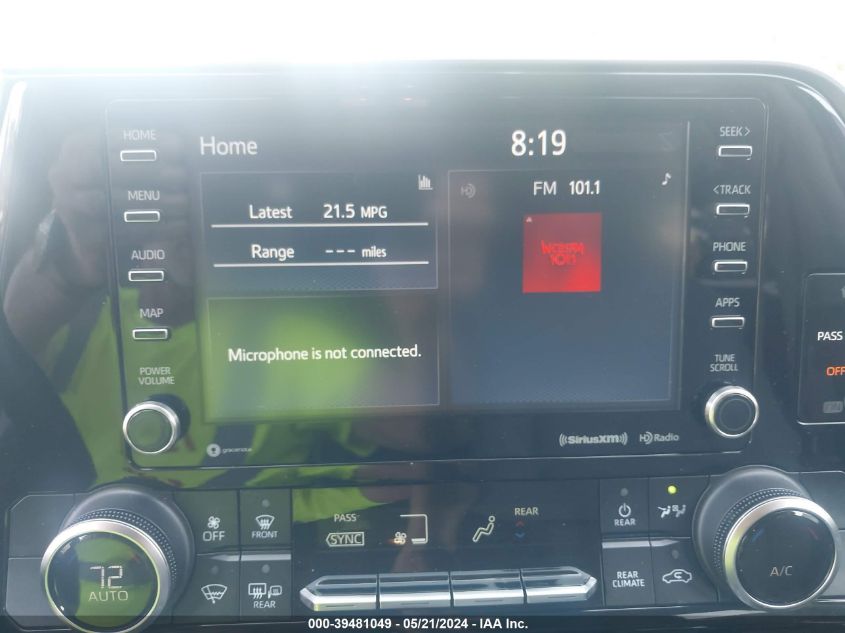 HOME
Home
8:19
SEEK>
MENU
FM 101.1
<TRACK
Latest 21.5 MPG
AUDIO
Range --- miles
PHONE
MAP
APPS
Microphone is not connected.
PASS
OFF
POWER
VOLUME
TUNE
SCROLL
gracenote
((SiriusXM))
HD Radio
OFF
FRONT
PASS
SYNC
REAR
REAR
72
AUTO
REAR
REAR
CLIMATE
A/C
000-39481049 - 05/21/2024 - IAA Inc.